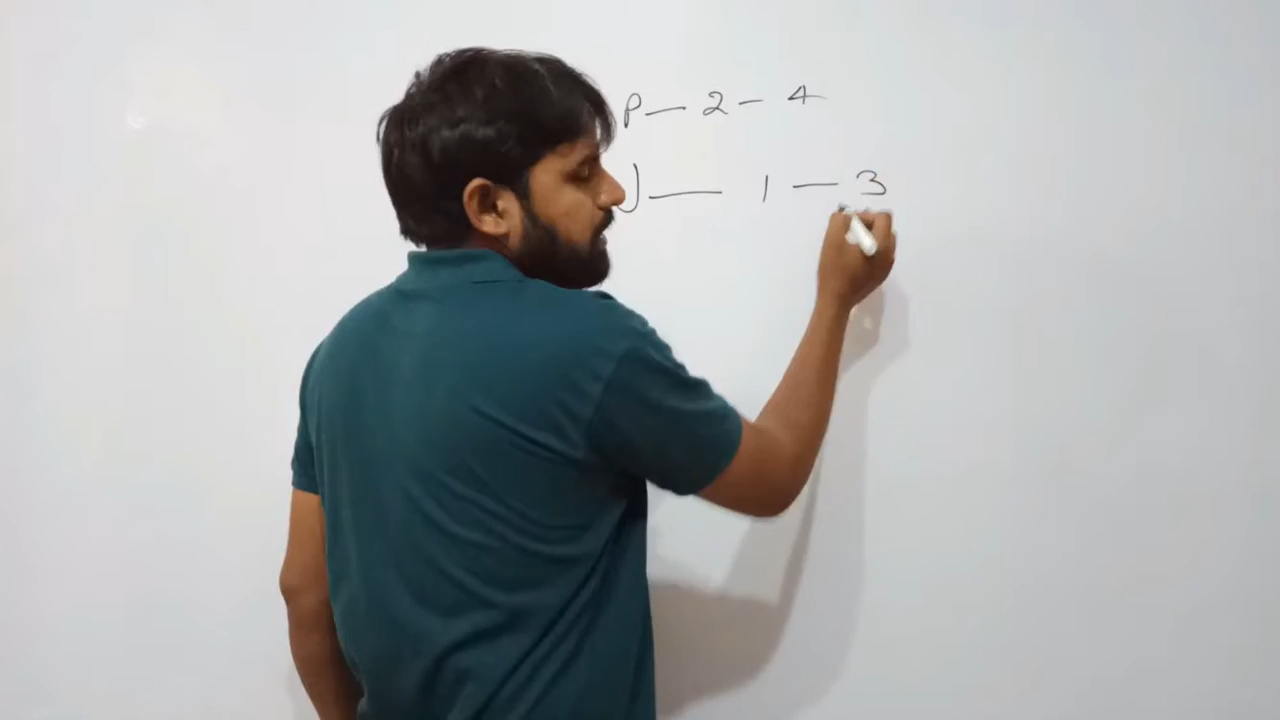 P — 2 — 4
J — 1 — 3